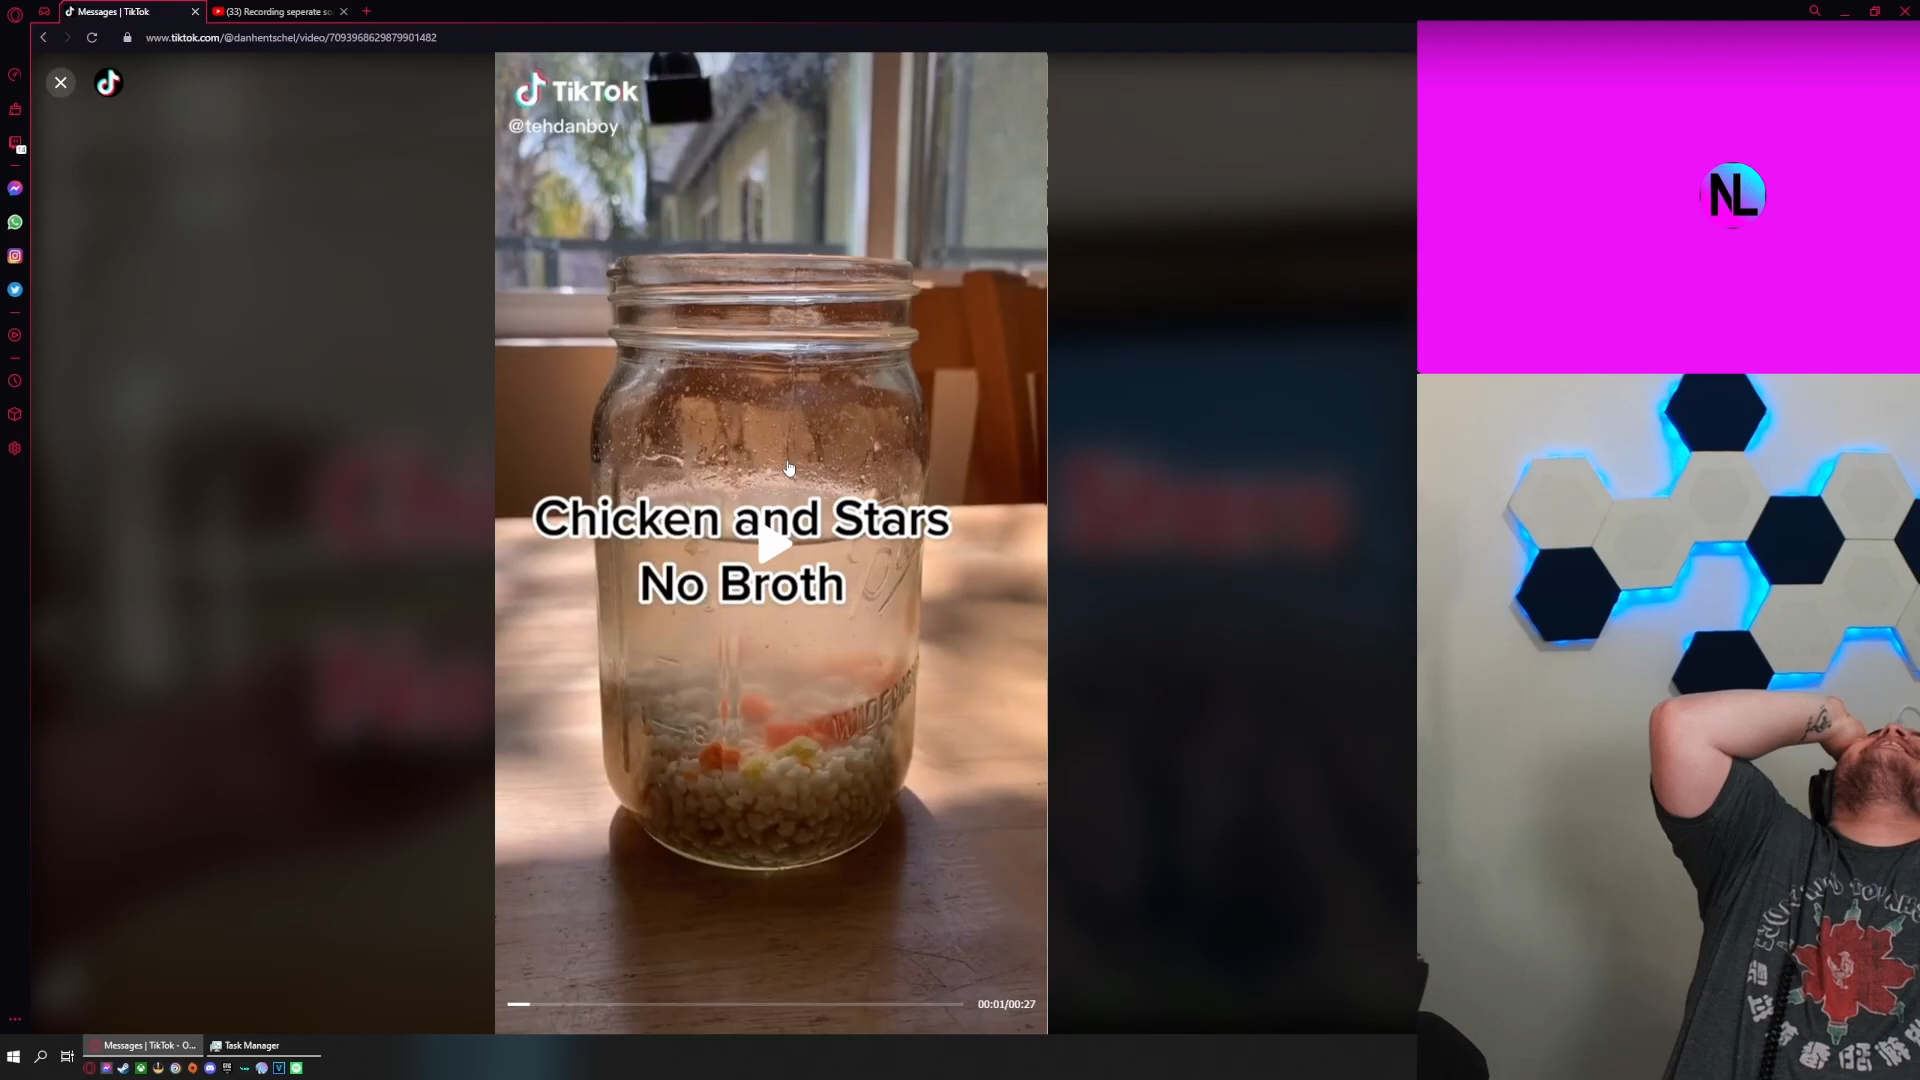 Messages | TikTok
(33) Recording seperate so
www.tiktok.com/@danhentschel/video/7093968629879901482
TikTok
@tehdanboy
NL
Chicken and Stars
No Broth
WIDE
00:01/00:27
Messages | TikTok - O...
Task Manager